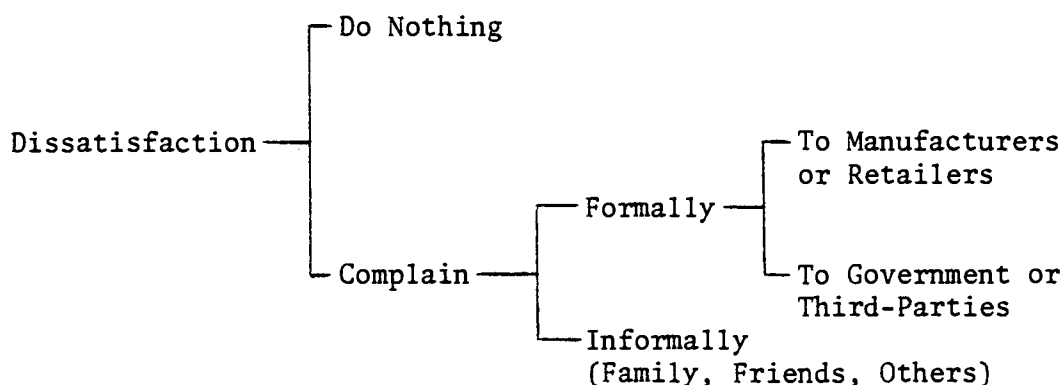 Do Nothing
Dissatisfaction
To Manufacturers
or Retailers
Formally
Complain
To Government or
Third-Parties
Informally
(Family, Friends, Others)